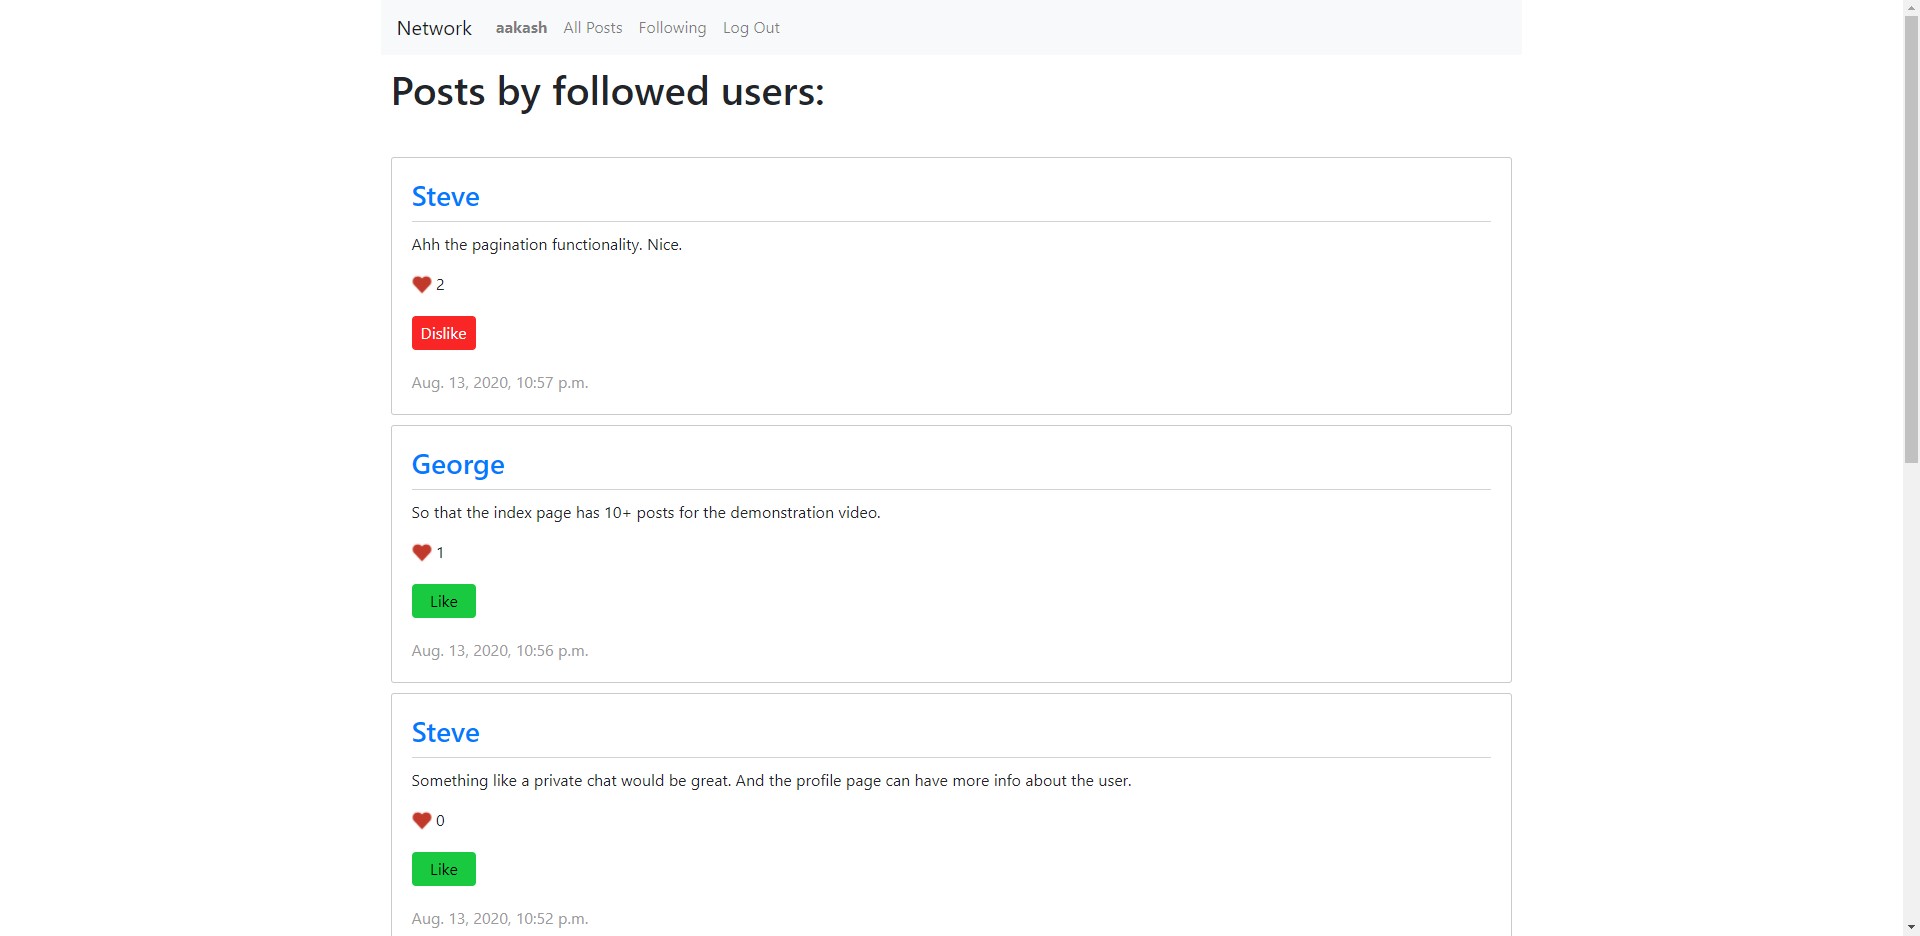 Network aakash All Posts Following Log Out
Posts by followed users:
Steve
Ahh the pagination functionality. Nice.
2
Dislike
Aug. 13, 2020, 10:57 p.m.
George
So that the index page has 10+ posts for the demonstration video.
1
Like
Aug. 13, 2020, 10:56 p.m.
Steve
Something like a private chat would be great. And the profile page can have more info about the user.
0
Like
Aug. 13, 2020, 10:52 p.m.